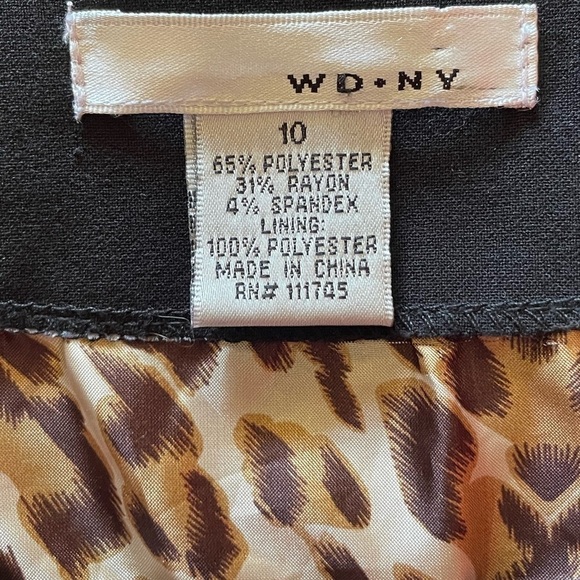 WD•NY
10
65% POLYESTER
31% RAYON
4% SPANDEX
LINING:
100% POLYESTER
MADE IN CHINA
RN# 111745